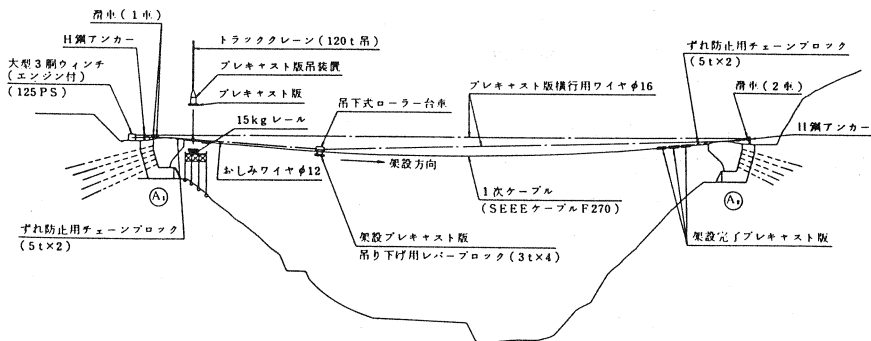 滑車(1車)
H鋼アンカー
大型3胴ウィンチ
(エンジン付)
(125PS)
トラッククレーン(120t吊)
プレキャスト版吊装置
プレキャスト版
15kgレール
吊下式ローラー台車
プレキャスト版横行用ワイヤφ16
ずれ防止用チェーンブロック
(5t×2)
滑車(2車)
H鋼アンカー
おしみワイヤφ12
架設方向
1次ケーブル
(SEEEケーブルF270)
A₁
A₂
ずれ防止用チェーンブロック
(5t×2)
架設プレキャスト版
吊り下げ用レバーブロック(3t×4)
架設完了プレキャスト版